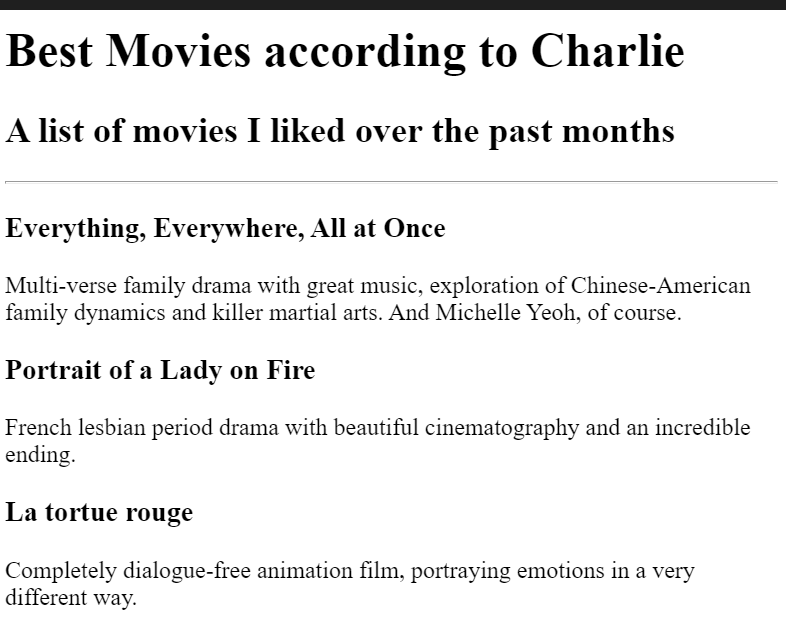 Best Movies according to Charlie
A list of movies I liked over the past months
Everything, Everywhere, All at Once
Multi-verse family drama with great music, exploration of Chinese-American
family dynamics and killer martial arts. And Michelle Yeoh, of course.
Portrait of a Lady on Fire
French lesbian period drama with beautiful cinematography and an incredible
ending.
La tortue rouge
Completely dialogue-free animation film, portraying emotions in a very
different way.